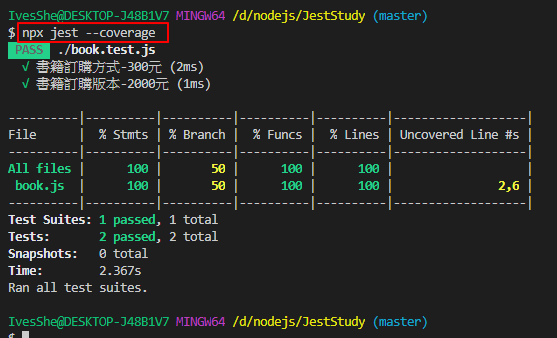 IvesShe@DESKTOP-J48B1V7 MINGW64 /d/nodejs/JestStudy (master)
$ npx jest --coverage
PASS ./book.test.js
√ 書籍訂購方式-300元 (2ms)
√ 書籍訂購版本-2000元 (1ms)
----------|----------|----------|----------|----------|-------------------|
File      |  % Stmts | % Branch |  % Funcs |  % Lines | Uncovered Line #s |
----------|----------|----------|----------|----------|-------------------|
All files |      100 |       50 |      100 |      100 |                   |
 book.js  |      100 |       50 |      100 |      100 |               2,6 |
----------|----------|----------|----------|----------|-------------------|
Test Suites: 1 passed, 1 total
Tests:       2 passed, 2 total
Snapshots:   0 total
Time:        2.367s
Ran all test suites.
IvesShe@DESKTOP-J48B1V7 MINGW64 /d/nodejs/JestStudy (master)
$